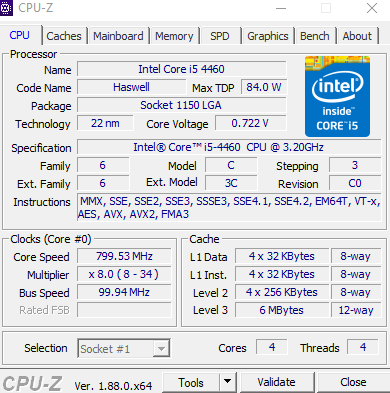 CPU-Z
CPU Caches Mainboard Memory SPD Graphics Bench About
Processor
Name Intel Core i5 4460
Code Name Haswell Max TDP 84.0 W
Package Socket 1150 LGA
Technology 22 nm Core Voltage 0.722 V
intel
inside™
CORE™ i5
Specification Intel® Core™ i5-4460 CPU @ 3.20GHz
Family 6 Model C Stepping 3
Ext. Family 6 Ext. Model 3C Revision C0
Instructions MMX, SSE, SSE2, SSE3, SSSE3, SSE4.1, SSE4.2, EM64T, VT-x,
AES, AVX, AVX2, FMA3
Clocks (Core #0) Cache
Core Speed 799.53 MHz L1 Data 4 x 32 KBytes 8-way
Multiplier x 8.0 ( 8 - 34 ) L1 Inst. 4 x 32 KBytes 8-way
Bus Speed 99.94 MHz Level 2 4 x 256 KBytes 8-way
Rated FSB Level 3 6 MBytes 12-way
Selection Socket #1 Cores 4 Threads 4
CPU-Z Ver. 1.88.0.x64 Tools Validate Close